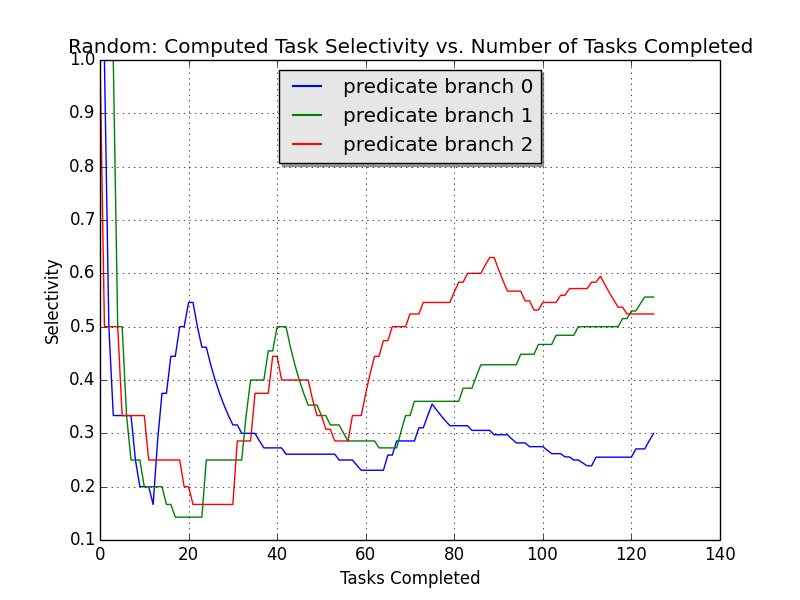 Random: Computed Task Selectivity vs. Number of Tasks Completed
predicate branch 0
predicate branch 1
predicate branch 2
Selectivity
1.0
0.9
0.8
0.7
0.6
0.5
0.4
0.3
0.2
0.1
0 20 40 60 80 100 120 140
Tasks Completed